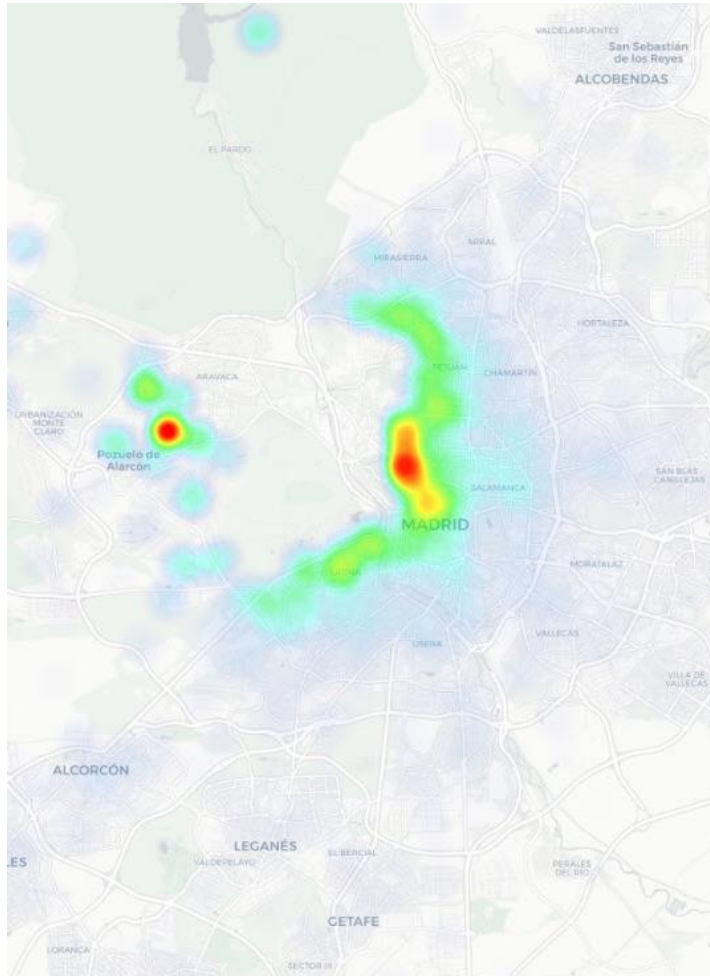 VALDELASFUENTES
San Sebastián
de los Reyes
ALCOBENDAS
EL PARDO
MIRASIERRA
HORTALEZA
TETUÁN
CHAMARTÍN
ARAVACA
URBANIZACIÓN
MONTE
CLARO
Pozuelo de
Alarcón
SAN BLAS
CANILLEJAS
SALAMANCA
MADRID
MORATALAZ
LATINA
VALLECAS
USERA
VILLA DE
VALLECAS
ALCORCÓN
LEGANÉS
VALDEPELAYO
EL BERCIAL
PERALES
DEL RÍO
LES
GETAFE
LORANCA
SECTOR III